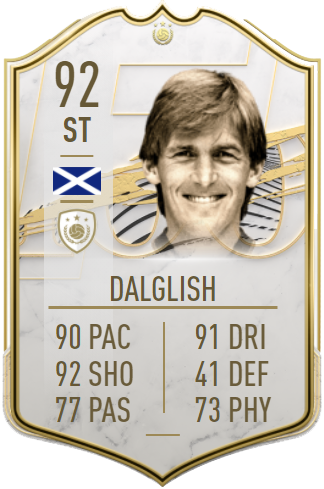 92
ST
DALGLISH
90 PAC 91 DRI
92 SHO 41 DEF
77 PAS 73 PHY